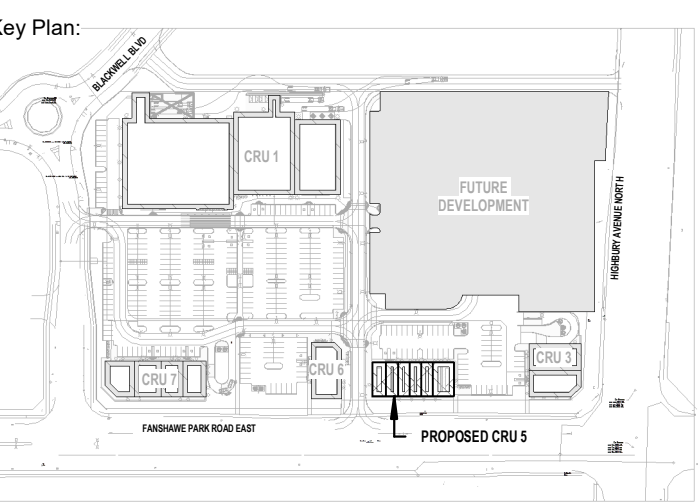 Key Plan:
BLACKWELL BLVD
CRU 1
FUTURE
DEVELOPMENT
HIGHBURY AVENUE NORTH
CRU 7
CRU 6
CRU 3
FANSHAWE PARK ROAD EAST
PROPOSED CRU 5